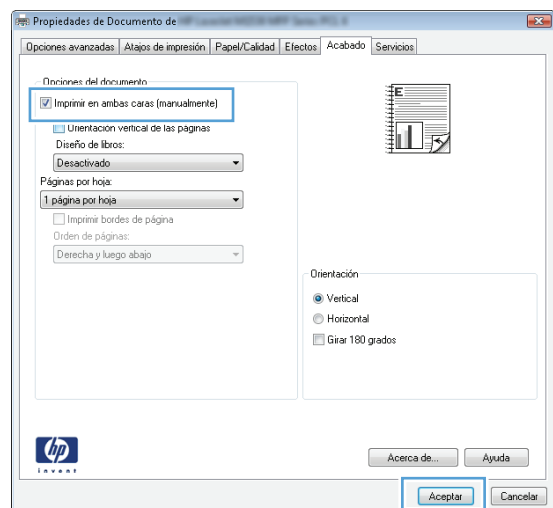 Propiedades de Documento de
Opciones avanzadas Atajos de impresión Papel/Calidad Efectos Acabado Servicios
Opciones del documento
Imprimir en ambas caras (manualmente)
Orientación vertical de las páginas
Diseño de libros:
Desactivado
Páginas por hoja:
1 página por hoja
Imprimir bordes de página
Orden de páginas:
Derecha y luego abajo
E
Orientación
Vertical
Horizontal
Girar 180 grados
hp
invent
Acerca de... Ayuda
Aceptar Cancelar